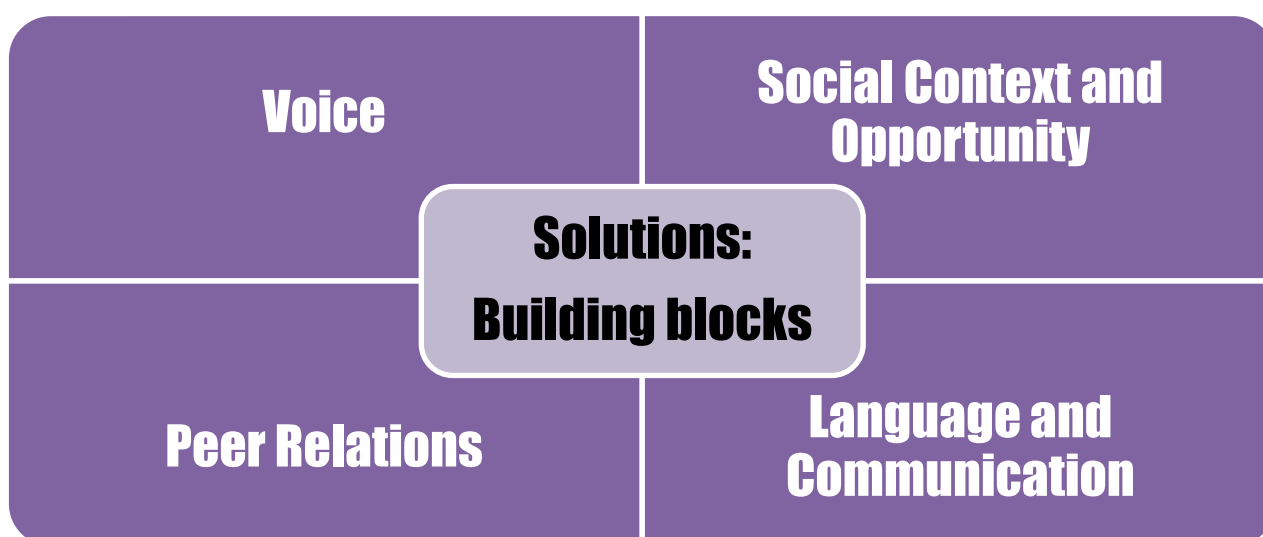 Voice
Social Context and
Opportunity
Solutions:
Building blocks
Peer Relations
Language and
Communication